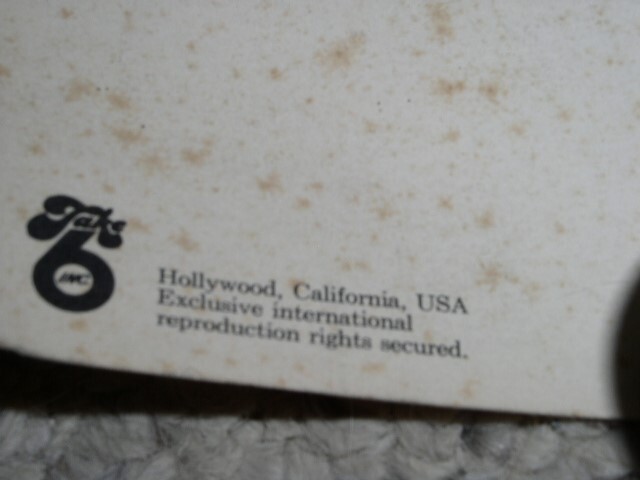 Take
6
INC
Hollywood, California, USA
Exclusive international
reproduction rights secured.